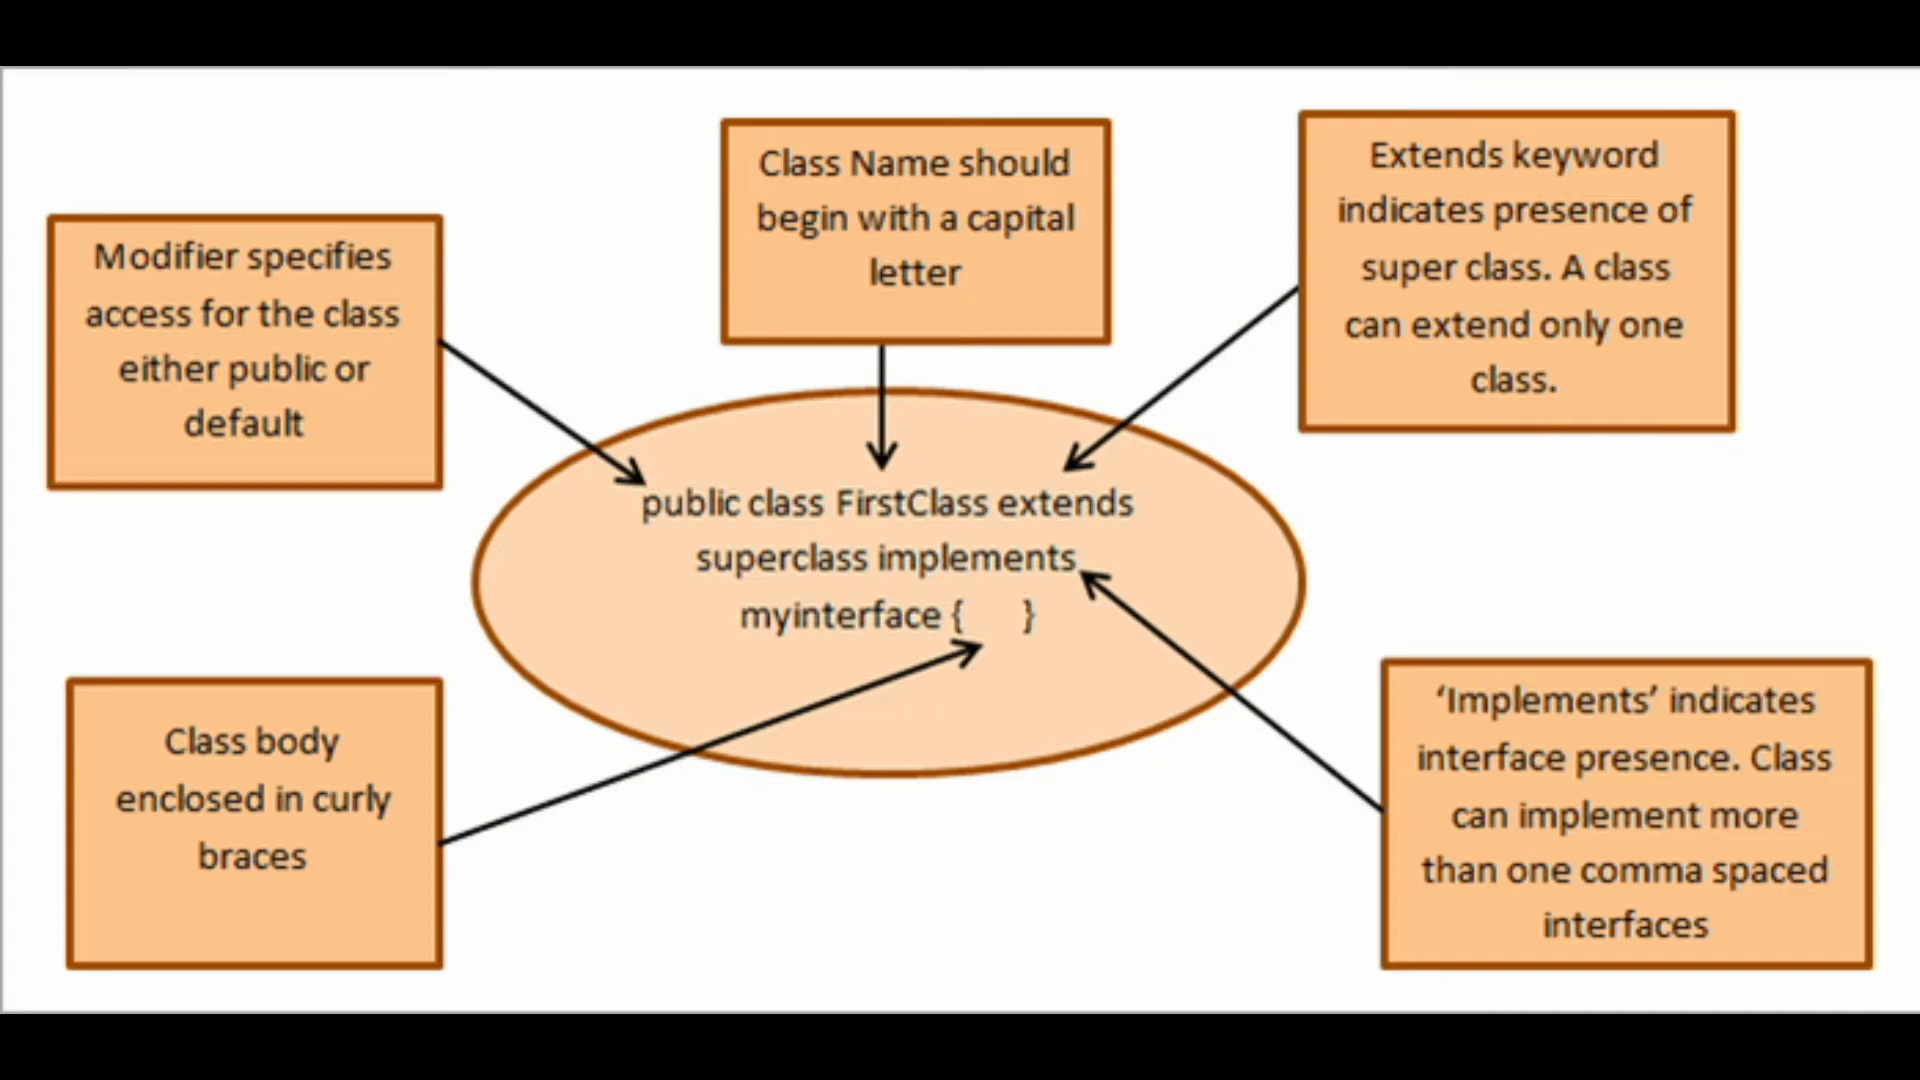 Modifier specifies
access for the class
either public or
default
Class Name should
begin with a capital
letter
Extends keyword
indicates presence of
super class. A class
can extend only one
class.
public class FirstClass extends
superclass implements
myinterface {      }
Class body
enclosed in curly
braces
‘Implements’ indicates
interface presence. Class
can implement more
than one comma spaced
interfaces